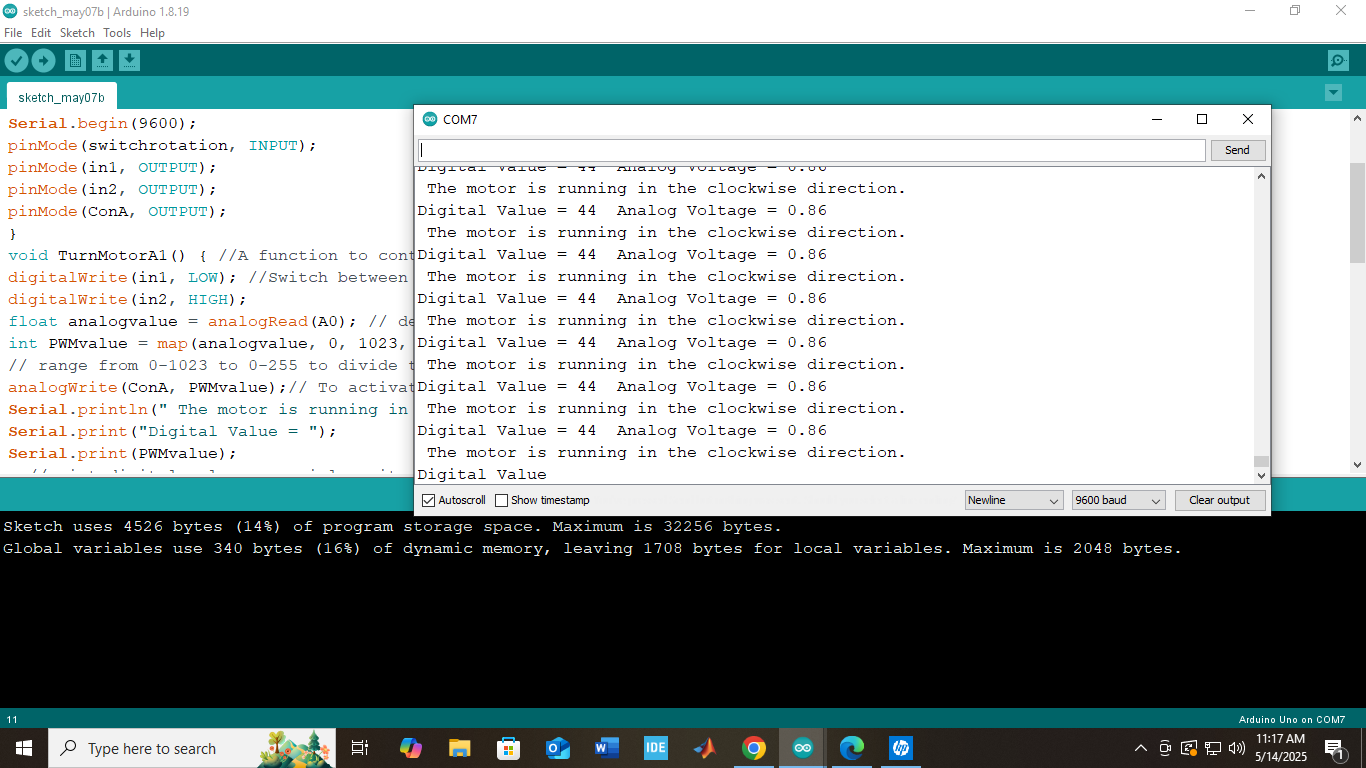 sketch_may07b | Arduino 1.8.19
File Edit Sketch Tools Help
sketch_may07b
Serial.begin(9600);
pinMode(switchrotation, INPUT);
pinMode(in1, OUTPUT);
pinMode(in2, OUTPUT);
pinMode(ConA, OUTPUT);
}
void TurnMotorA1() { //A function to cont
digitalWrite(in1, LOW); //Switch between
digitalWrite(in2, HIGH);
float analogvalue = analogRead(A0); // de
int PWMvalue = map(analogvalue, 0, 1023,
// range from 0-1023 to 0-255 to divide t
analogWrite(ConA, PWMvalue);// To activat
Serial.println(" The motor is running in
Serial.print("Digital Value = ");
Serial.print(PWMvalue);
COM7
Send
Digital Value = 44  Analog Voltage = 0.86
 The motor is running in the clockwise direction.
Digital Value = 44  Analog Voltage = 0.86
 The motor is running in the clockwise direction.
Digital Value = 44  Analog Voltage = 0.86
 The motor is running in the clockwise direction.
Digital Value = 44  Analog Voltage = 0.86
 The motor is running in the clockwise direction.
Digital Value = 44  Analog Voltage = 0.86
 The motor is running in the clockwise direction.
Digital Value = 44  Analog Voltage = 0.86
 The motor is running in the clockwise direction.
Digital Value = 44  Analog Voltage = 0.86
 The motor is running in the clockwise direction.
Digital Value
Autoscroll Show timestamp Newline 9600 baud Clear output
Sketch uses 4526 bytes (14%) of program storage space. Maximum is 32256 bytes.
Global variables use 340 bytes (16%) of dynamic memory, leaving 1708 bytes for local variables. Maximum is 2048 bytes.
11 Arduino Uno on COM7
Type here to search
IDE
hp
11:17 AM
5/14/2025
1